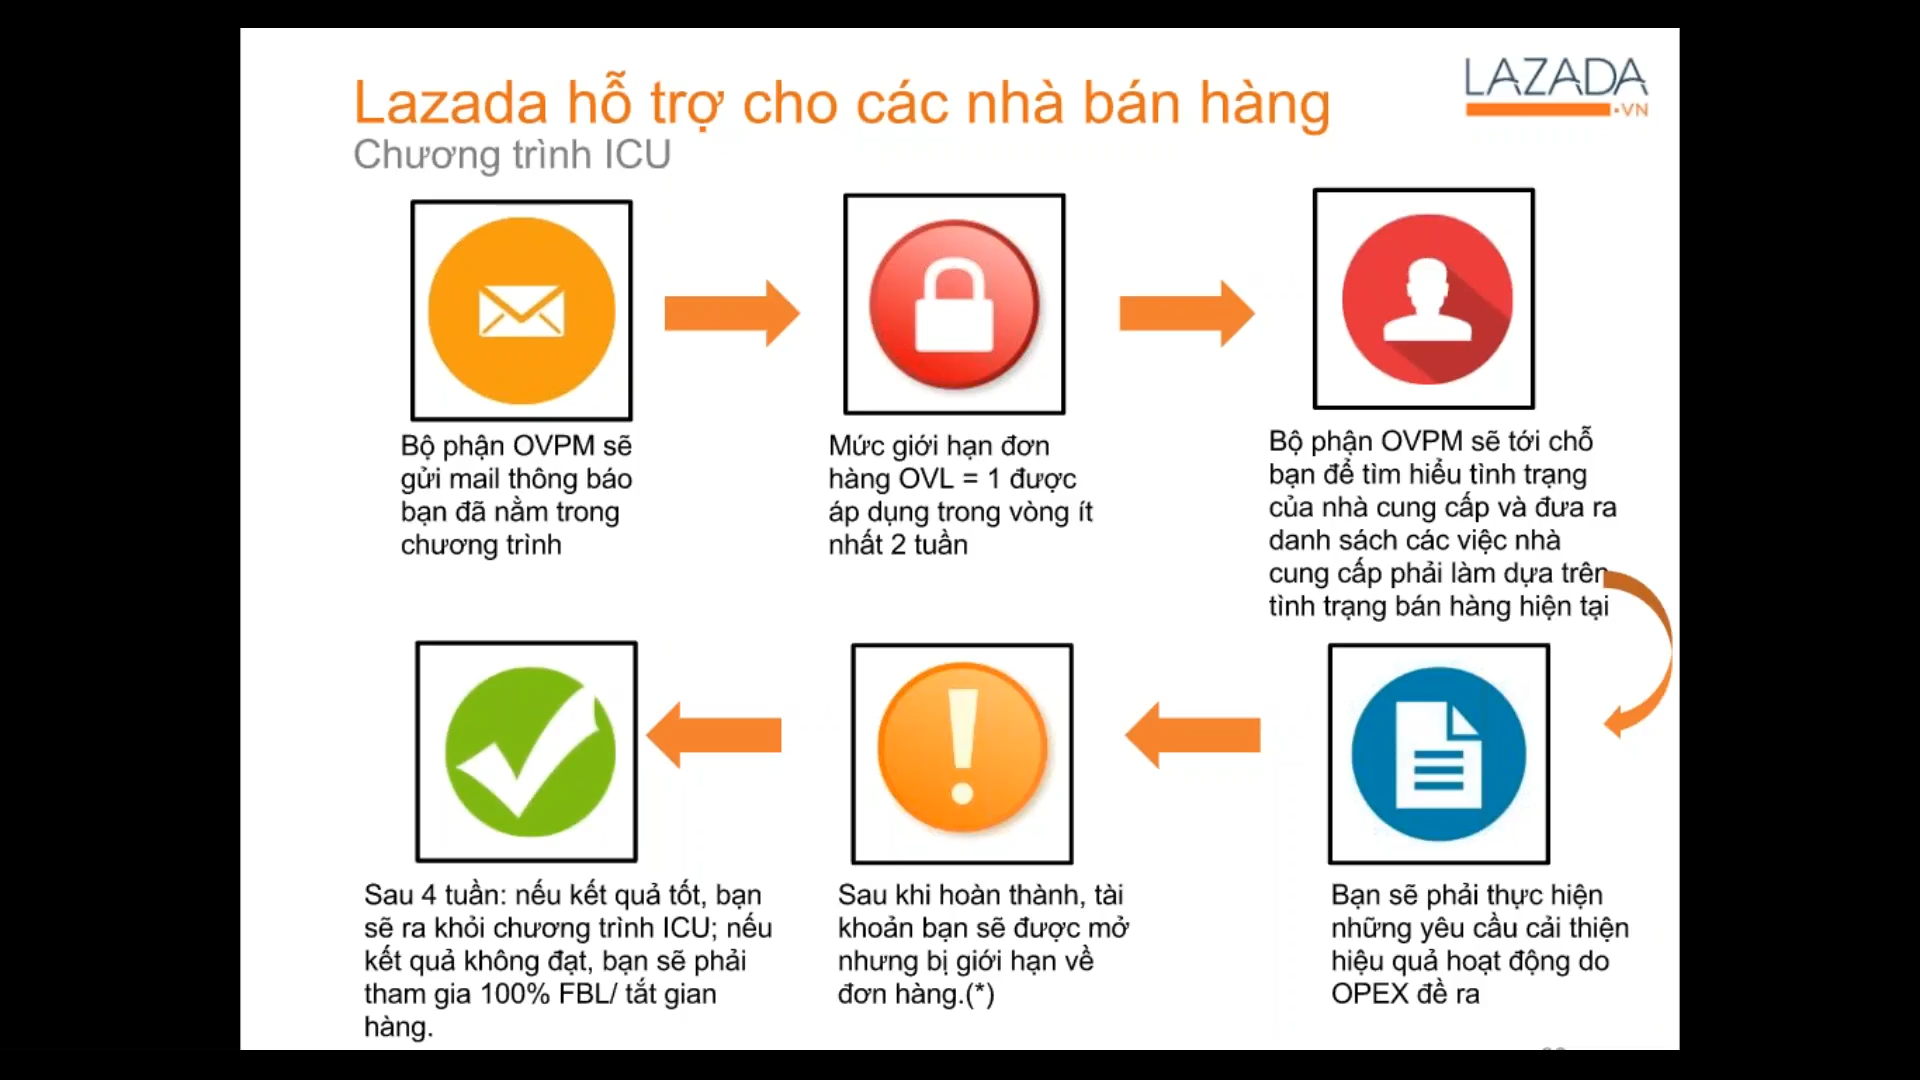 Lazada hỗ trợ cho các nhà bán hàng
Chương trình ICU
LAZADA
.VN
Bộ phận OVPM sẽ
gửi mail thông báo
bạn đã nằm trong
chương trình
Mức giới hạn đơn
hàng OVL = 1 được
áp dụng trong vòng ít
nhất 2 tuần
Bộ phận OVPM sẽ tới chỗ
bạn để tìm hiểu tình trạng
của nhà cung cấp và đưa ra
danh sách các việc nhà
cung cấp phải làm dựa trên
tình trạng bán hàng hiện tại
Sau 4 tuần: nếu kết quả tốt, bạn
sẽ ra khỏi chương trình ICU; nếu
kết quả không đạt, bạn sẽ phải
tham gia 100% FBL/ tắt gian
hàng.
Sau khi hoàn thành, tài
khoản bạn sẽ được mở
nhưng bị giới hạn về
đơn hàng.(*)
Bạn sẽ phải thực hiện
những yêu cầu cải thiện
hiệu quả hoạt động do
OPEX đề ra